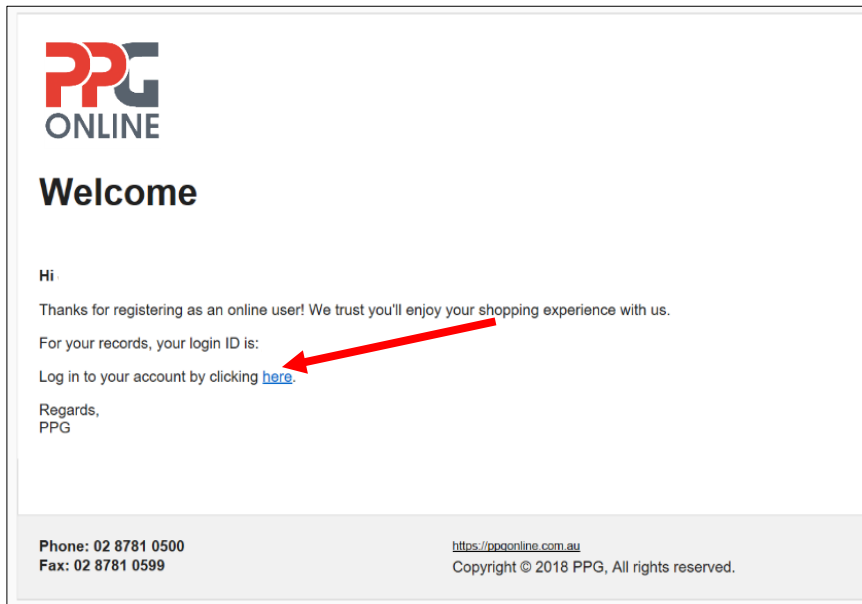 PPG
ONLINE
Welcome
Hi
Thanks for registering as an online user! We trust you'll enjoy your shopping experience with us.
For your records, your login ID is:
Log in to your account by clicking here.
Regards,
PPG
Phone: 02 8781 0500
Fax: 02 8781 0599
https://ppgonline.com.au
Copyright © 2018 PPG, All rights reserved.